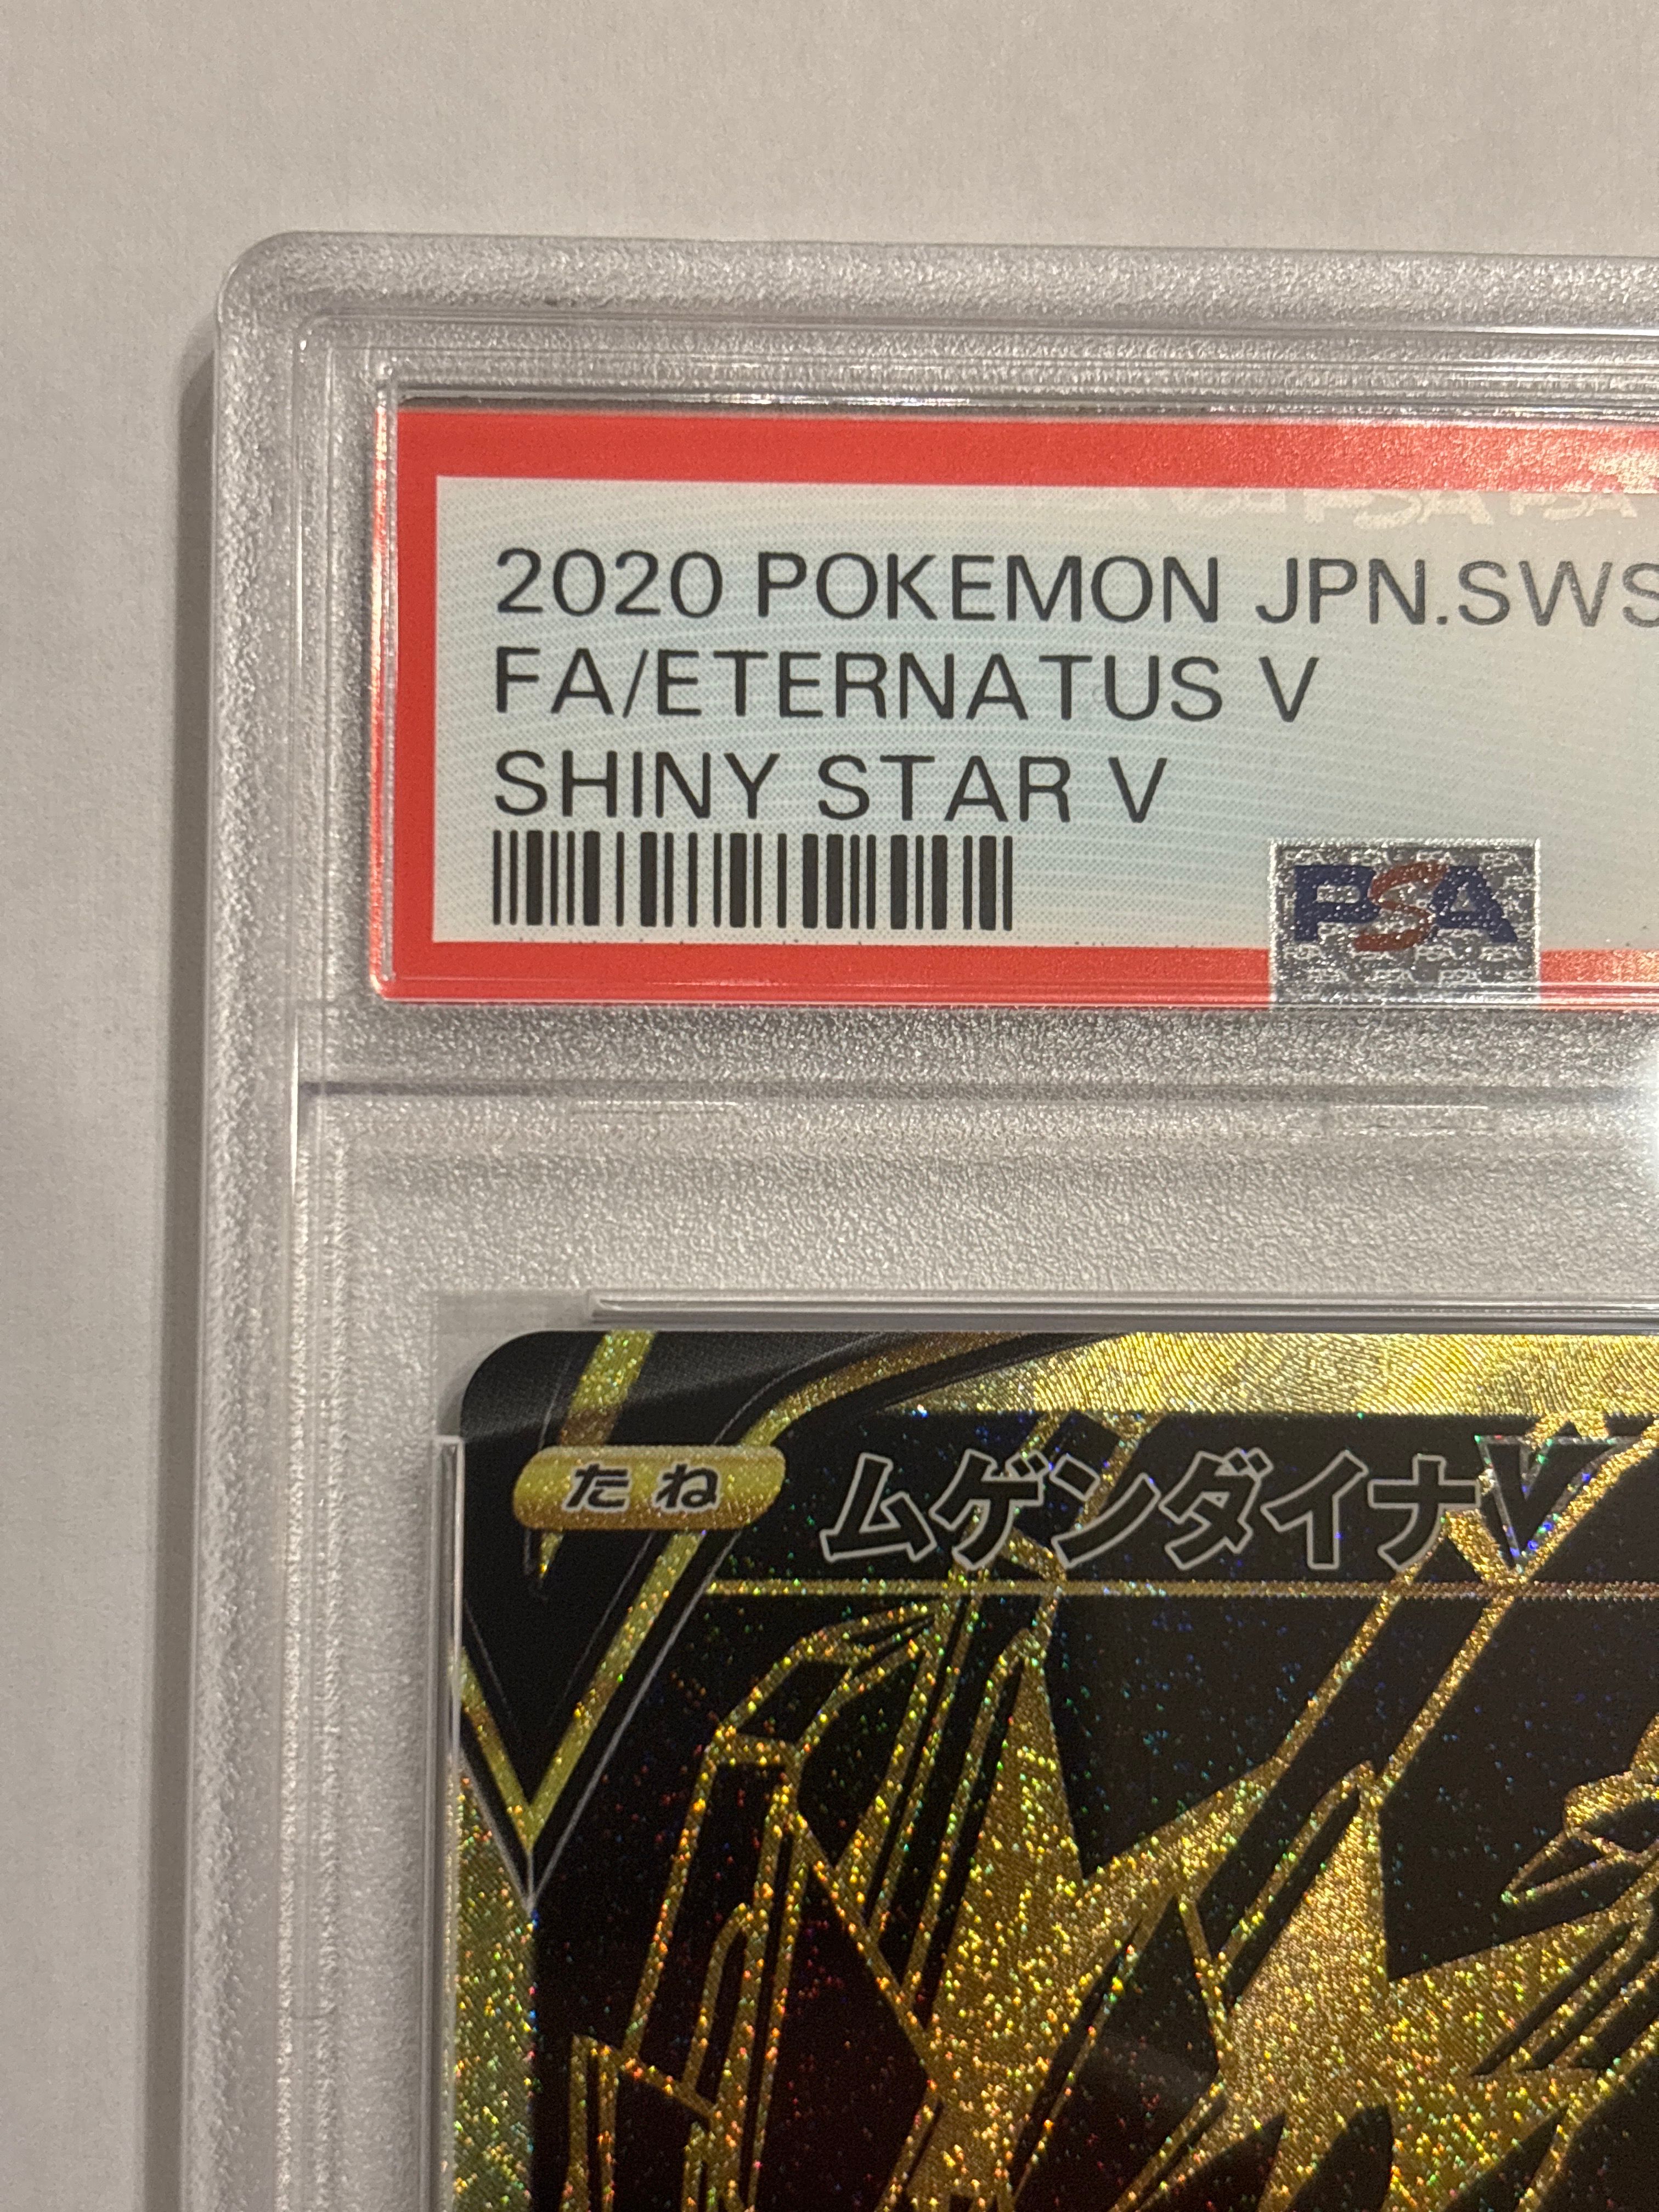 2020 POKEMON JPN.SWS
FA/ETERNATUS V
SHINY STAR V
PSA
たね
ムゲンダイナV